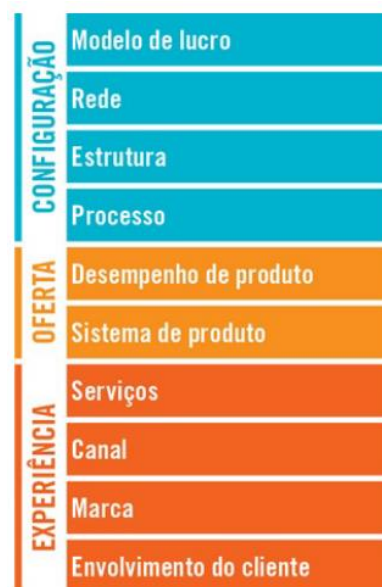 CONFIGURAÇÃO
Modelo de lucro
Rede
Estrutura
Processo
OFERTA
Desempenho de produto
Sistema de produto
EXPERIÊNCIA
Serviços
Canal
Marca
Envolvimento do cliente